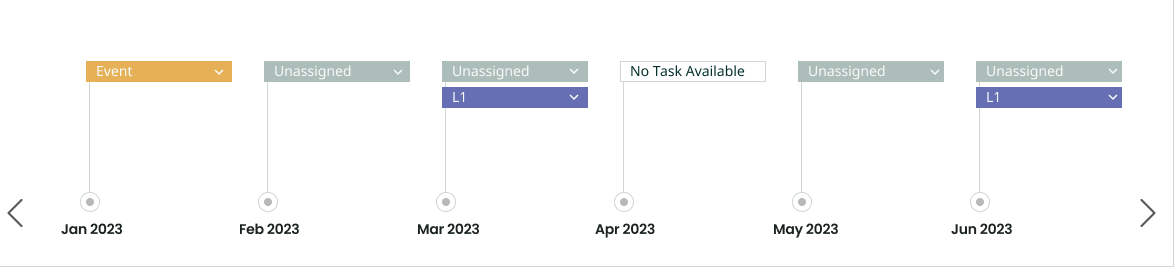 Event
Unassigned
Unassigned
No Task Available
Unassigned
Unassigned
L1
L1
Jan 2023
Feb 2023
Mar 2023
Apr 2023
May 2023
Jun 2023